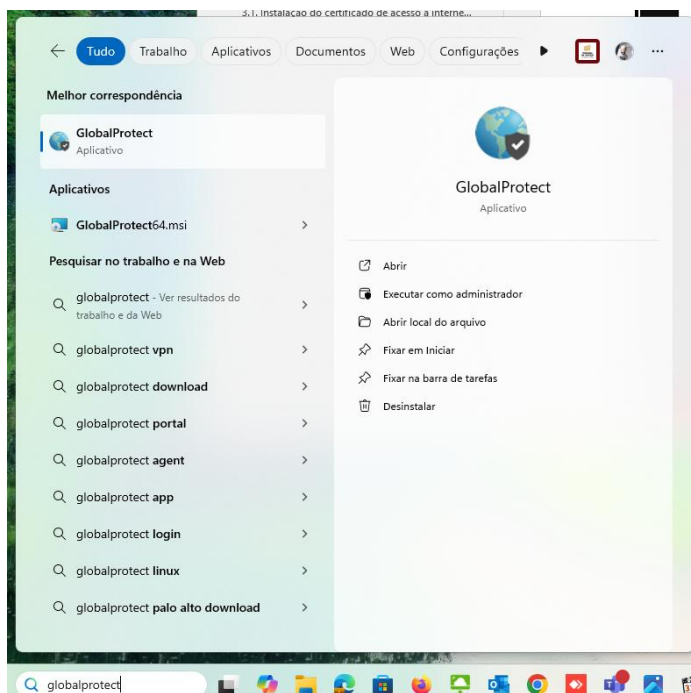 3.1. Instalação do certificado de acesso a interne...
Tudo Trabalho Aplicativos Documentos Web Configurações
Melhor correspondência
GlobalProtect
Aplicativo
Aplicativos
GlobalProtect64.msi
Pesquisar no trabalho e na Web
globalprotect - Ver resultados do
trabalho e da Web
globalprotect vpn
globalprotect download
globalprotect portal
globalprotect agent
globalprotect app
globalprotect login
globalprotect linux
globalprotect palo alto download
GlobalProtect
Aplicativo
Abrir
Executar como administrador
Abrir local do arquivo
Fixar em Iniciar
Fixar na barra de tarefas
Desinstalar
globalprotect